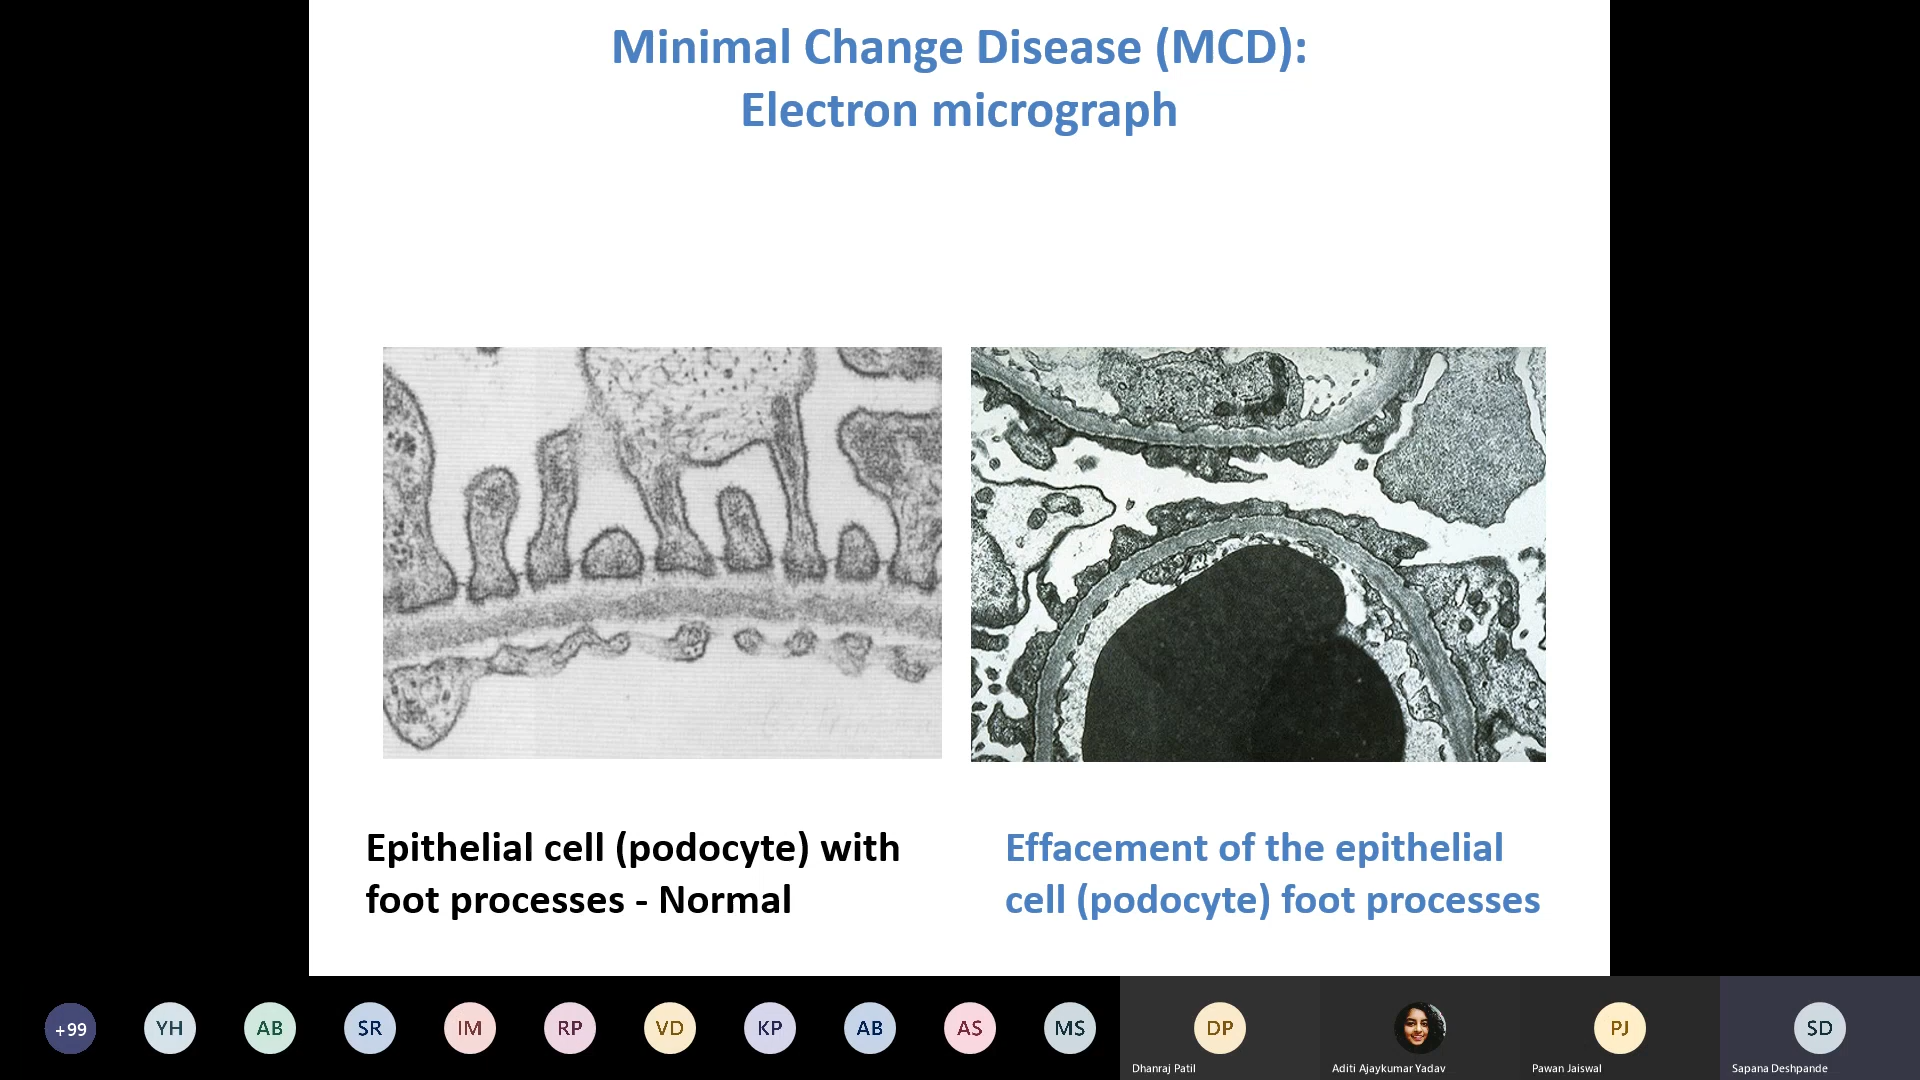 Minimal Change Disease (MCD):
Electron micrograph
Epithelial cell (podocyte) with
foot processes - Normal
Effacement of the epithelial
cell (podocyte) foot processes
+99
YH
AB
SR
IM
RP
VD
KP
AB
AS
MS
DP
Dhanraj Patil
Aditi Ajaykumar Yadav
PJ
Pawan Jaiswal
SD
Sapana Deshpande